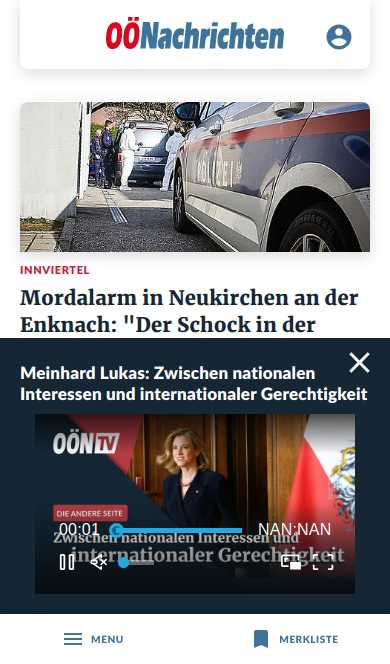 OÖNachrichten
POLIZEI
INNVIERTEL
Mordalarm in Neukirchen an der
Enknach: "Der Schock in der
Meinhard Lukas: Zwischen nationalen
Interessen und internationaler Gerechtigkeit
OÖN TV
DIE ANDERE SEITE
00:01
NAN:NAN
Zwischen nationalen Interessen und
internationaler Gerechtigkeit
MENU
MERKLISTE